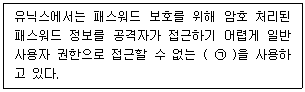 유닉스에서는 패스워드 보호를 위해 암호 처리된
패스워드 정보를 공격자가 접근하기 어렵게 일반
사용자 권한으로 접근할 수 없는 ( ㉠ )을 사용하
고 있다.